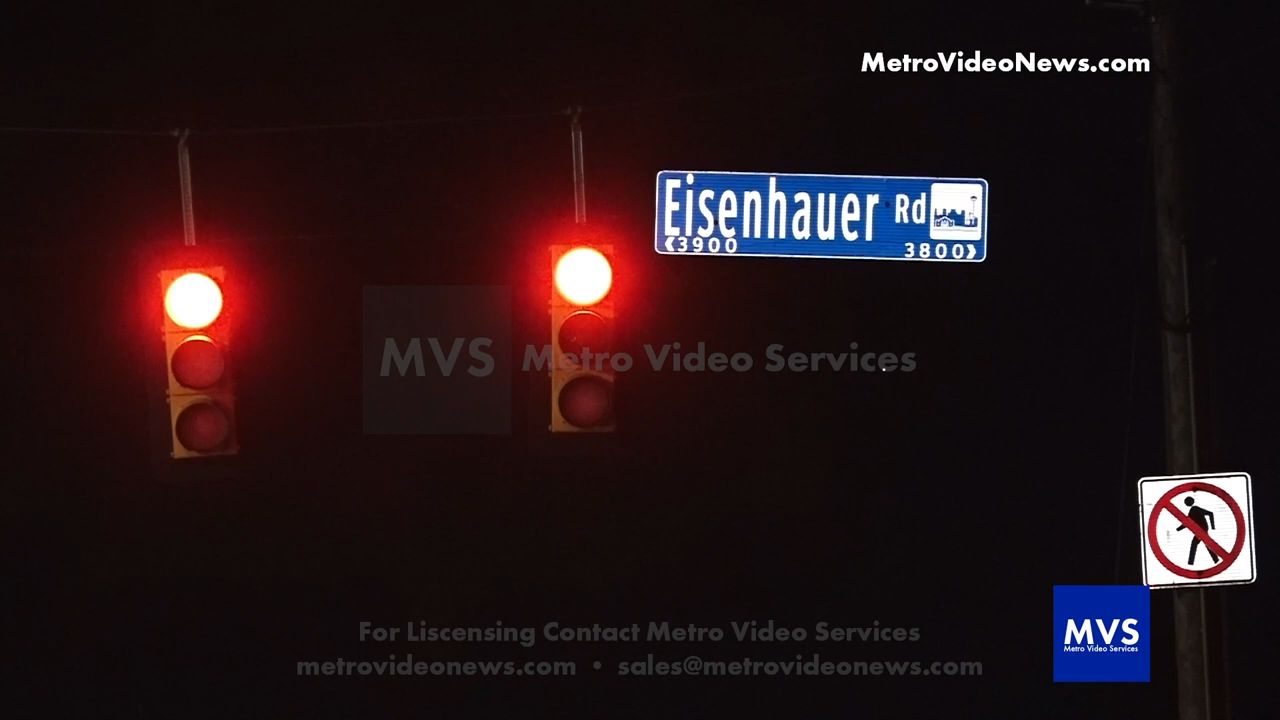 MetroVideoNews.com
Eisenhauer Rd
‹3900 3800›
MVS Metro Video Services
For Liscensing Contact Metro Video Services
metrovideonews.com • sales@metrovideonews.com
MVS
Metro Video Services